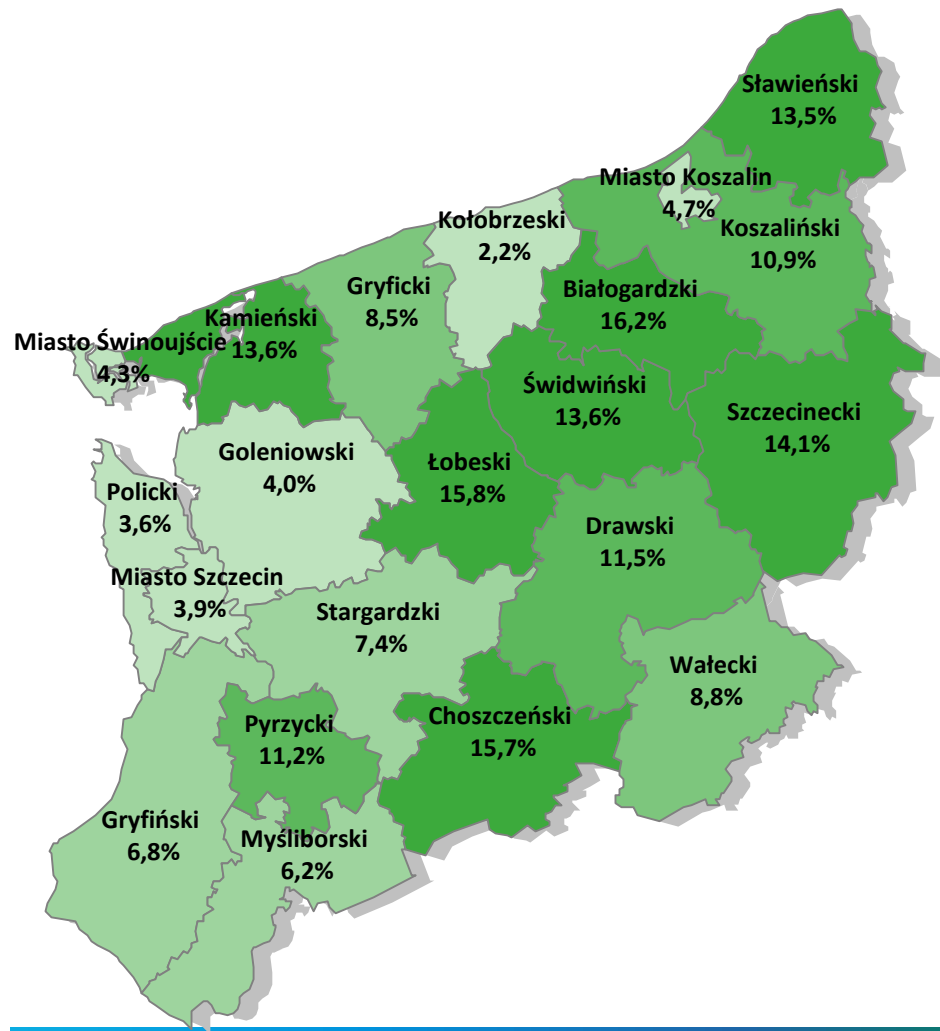 Sławieński
13,5%
Miasto Koszalin
4,7%
Koszaliński
10,9%
Kołobrzeski
2,2%
Gryficki
8,5%
Białogardzki
16,2%
Kamieński
13,6%
Miasto Świnoujście
4,3%
Świdwiński
13,6%
Szczecinecki
14,1%
Goleniowski
4,0%
Łobeski
15,8%
Policki
3,6%
Drawski
11,5%
Miasto Szczecin
3,9%
Stargardzki
7,4%
Wałecki
8,8%
Pyrzycki
11,2%
Choszczeński
15,7%
Gryfiński
6,8%
Myśliborski
6,2%